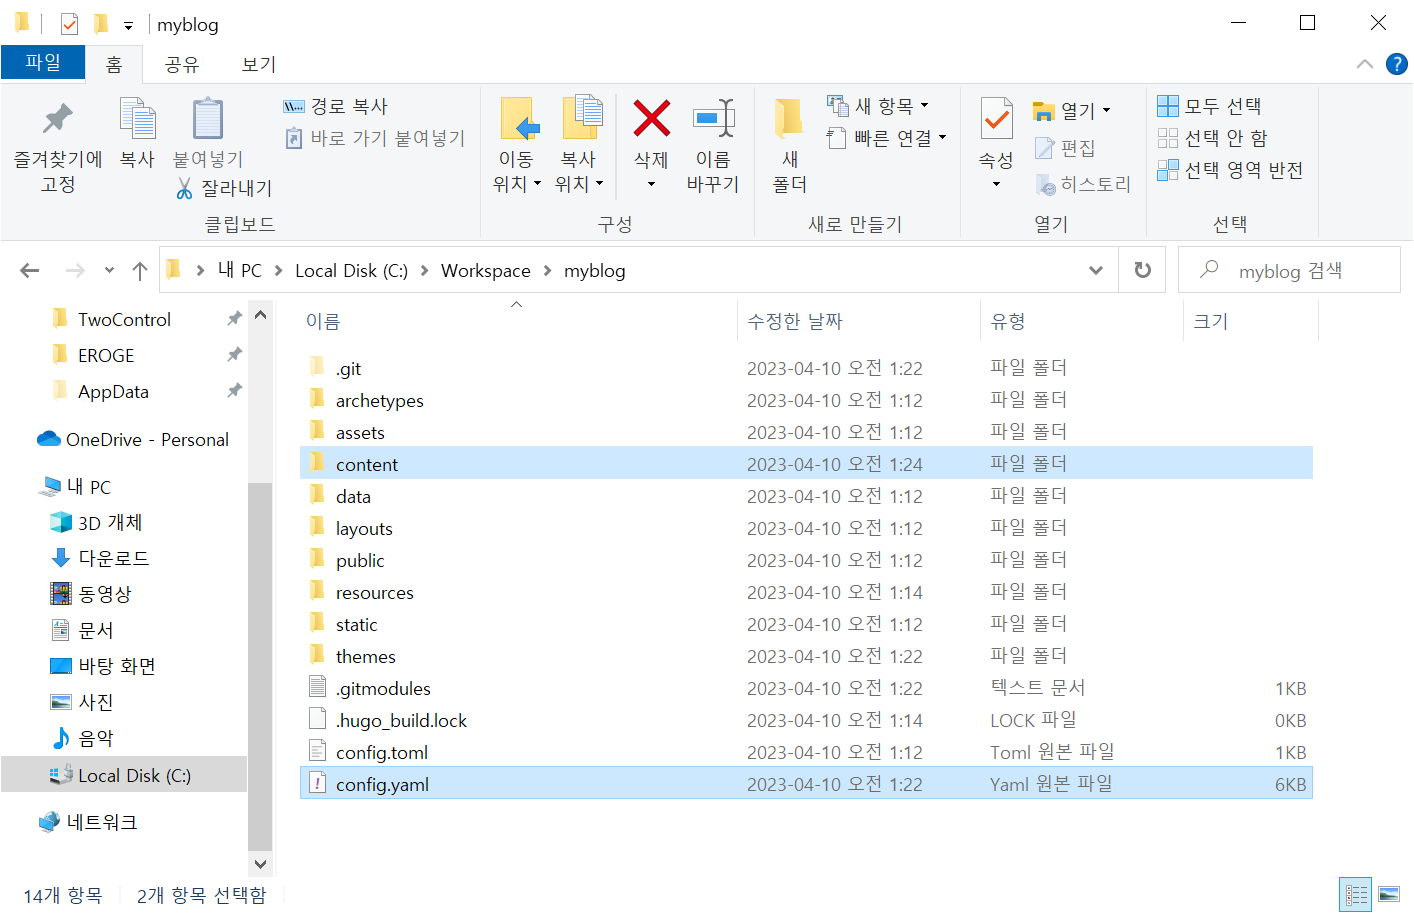 myblog
파일 홈 공유 보기
즐겨찾기에 고정
복사
붙여넣기
경로 복사
바로 가기 붙여넣기
잘라내기
클립보드
이동 위치
복사 위치
삭제
이름 바꾸기
구성
새 폴더
새 항목
빠른 연결
새로 만들기
속성
열기
편집
히스토리
열기
모두 선택
선택 안 함
선택 영역 반전
선택
내 PC Local Disk (C:) Workspace myblog
myblog 검색
TwoControl
EROGE
AppData
OneDrive - Personal
내 PC
3D 개체
다운로드
동영상
문서
바탕 화면
사진
음악
Local Disk (C:)
네트워크
이름 수정한 날짜 유형 크기
.git 2023-04-10 오전 1:22 파일 폴더
archetypes 2023-04-10 오전 1:12 파일 폴더
assets 2023-04-10 오전 1:12 파일 폴더
content 2023-04-10 오전 1:24 파일 폴더
data 2023-04-10 오전 1:12 파일 폴더
layouts 2023-04-10 오전 1:12 파일 폴더
public 2023-04-10 오전 1:12 파일 폴더
resources 2023-04-10 오전 1:14 파일 폴더
static 2023-04-10 오전 1:12 파일 폴더
themes 2023-04-10 오전 1:22 파일 폴더
.gitmodules 2023-04-10 오전 1:22 텍스트 문서 1KB
.hugo_build.lock 2023-04-10 오전 1:14 LOCK 파일 0KB
config.toml 2023-04-10 오전 1:12 Toml 원본 파일 1KB
config.yaml 2023-04-10 오전 1:22 Yaml 원본 파일 6KB
14개 항목 2개 항목 선택함